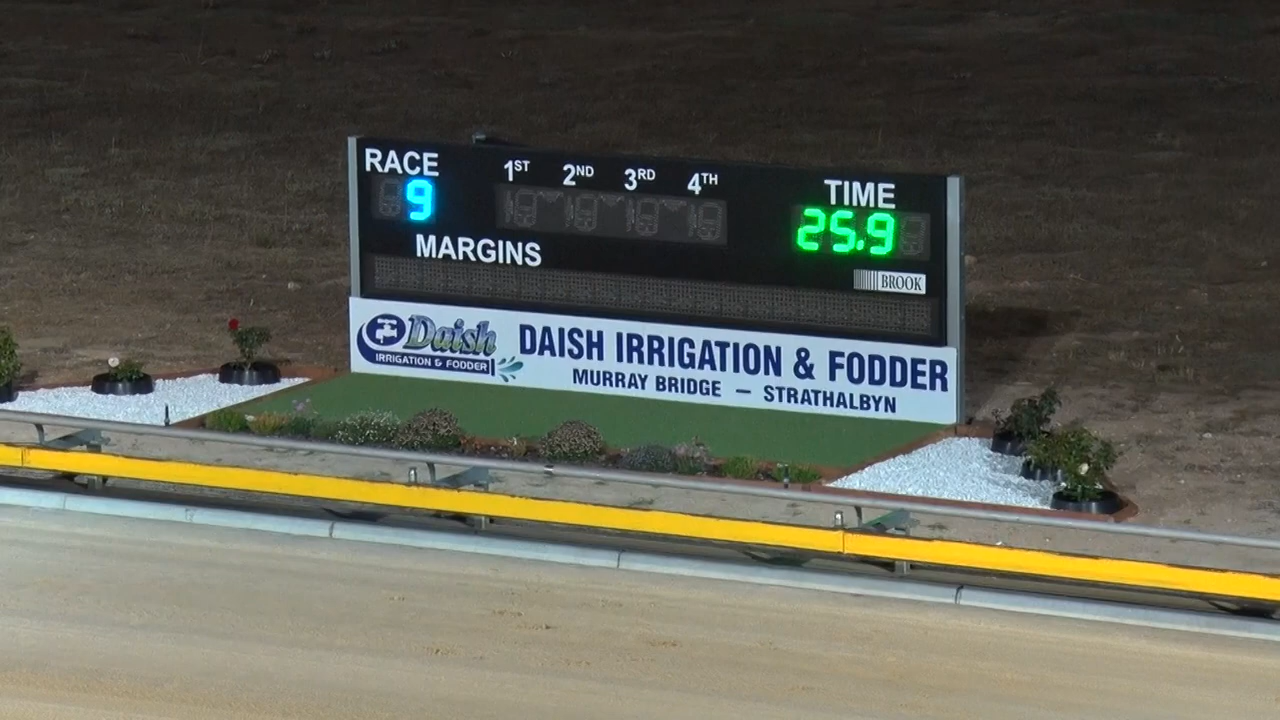 RACE 1ST 2ND 3RD 4TH TIME
9 25.9
MARGINS
BROOK
Daish
IRRIGATION & FODDER
DAISH IRRIGATION & FODDER
MURRAY BRIDGE — STRATHALBYN